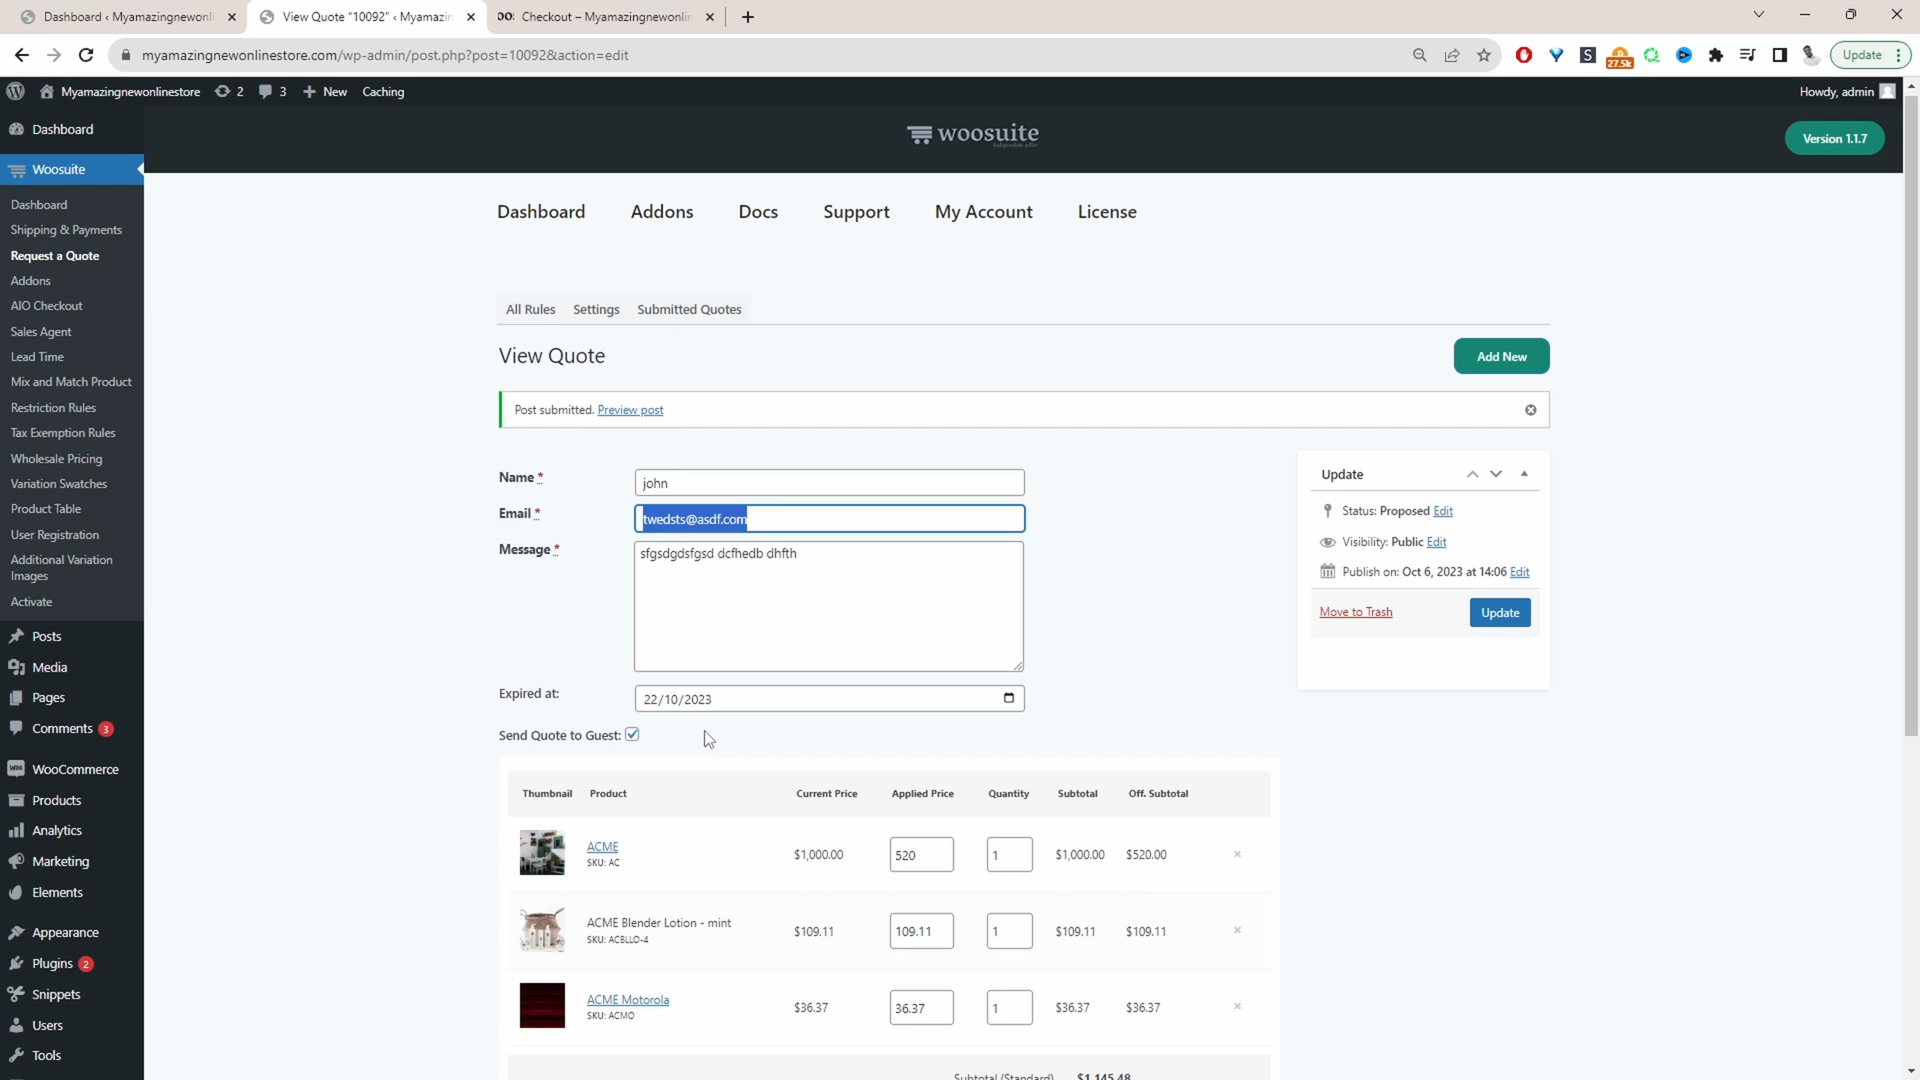 Dashboard ‹ Myamazingnewonli
View Quote "10092" ‹ Myamazin
Checkout – Myamazingnewonlin
myamazingnewonlinestore.com/wp-admin/post.php?post=10092&action=edit
S
27.5k
Update
Myamazingnewonlinestore
2
3
New
Caching
Howdy, admin
Dashboard
Woosuite
Dashboard
Shipping & Payments
Request a Quote
Addons
AIO Checkout
Sales Agent
Lead Time
Mix and Match Product
Restriction Rules
Tax Exemption Rules
Wholesale Pricing
Variation Swatches
Product Table
User Registration
Additional Variation
Images
Activate
Posts
Media
Pages
Comments 3
WooCommerce
Products
Analytics
Marketing
Elements
Appearance
Plugins 2
Snippets
Users
Tools
woosuite
Version 1.1.7
Dashboard
Addons
Docs
Support
My Account
License
All Rules
Settings
Submitted Quotes
View Quote
Add New
Post submitted. Preview post
Name *
john
Email *
twedsts@asdf.com
Message *
sfgsdgdsfgsd dcfhedb dhfth
Expired at:
22/10/2023
Send Quote to Guest:
Update
Status: Proposed Edit
Visibility: Public Edit
Publish on: Oct 6, 2023 at 14:06 Edit
Move to Trash
Update
Thumbnail Product Current Price Applied Price Quantity Subtotal Off. Subtotal
ACME
SKU: AC
$1,000.00 520 1 $1,000.00 $520.00
ACME Blender Lotion - mint
SKU: ACBLLO-4
$109.11 109.11 1 $109.11 $109.11
ACME Motorola
SKU: ACMO
$36.37 36.37 1 $36.37 $36.37
Subtotal (Standard) $1,145.48